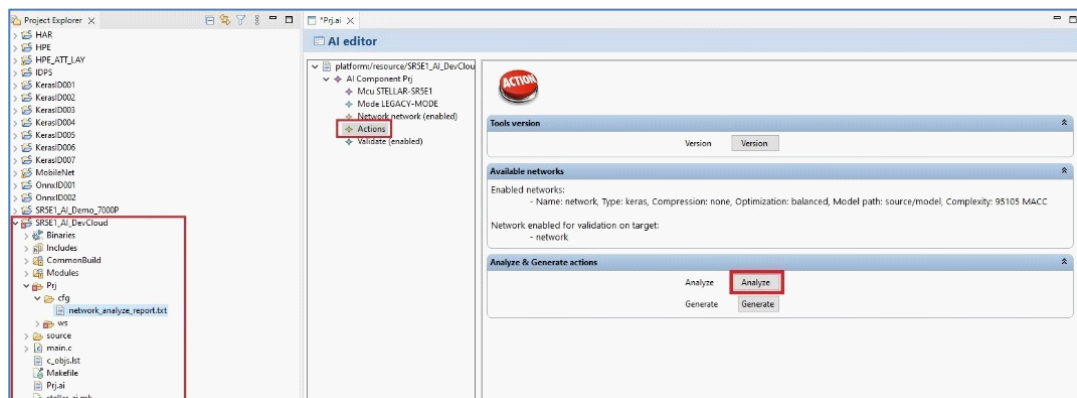 Project Explorer
HAR
HPE
HPE_ATT_LAY
IDPS
KerasID001
KerasID002
KerasID003
KerasID004
KerasID005
KerasID006
KerasID007
MobileNet
OnnxID001
OnnxID002
SR5E1_AI_Demo_7000P
SR5E1_AI_DevCloud
Binaries
Includes
CommonBuild
Modules
Prj
cfg
network_analyze_report.txt
ws
source
main.c
c_objs.lst
Makefile
Prj.ai
*Prj.ai
AI editor
platform:/resource/SR5E1_AI_DevClou
AI Component Prj
Mcu STELLAR-SR5E1
Mode LEGACY-MODE
Network network (enabled)
Actions
Validate (enabled)
ACTION
Tools version
Version Version
Available networks
Enabled networks:
- Name: network, Type: keras, Compression: none, Optimization: balanced, Model path: source/model, Complexity: 95105 MACC
Network enabled for validation on target:
- network
Analyze & Generate actions
Analyze Analyze
Generate Generate